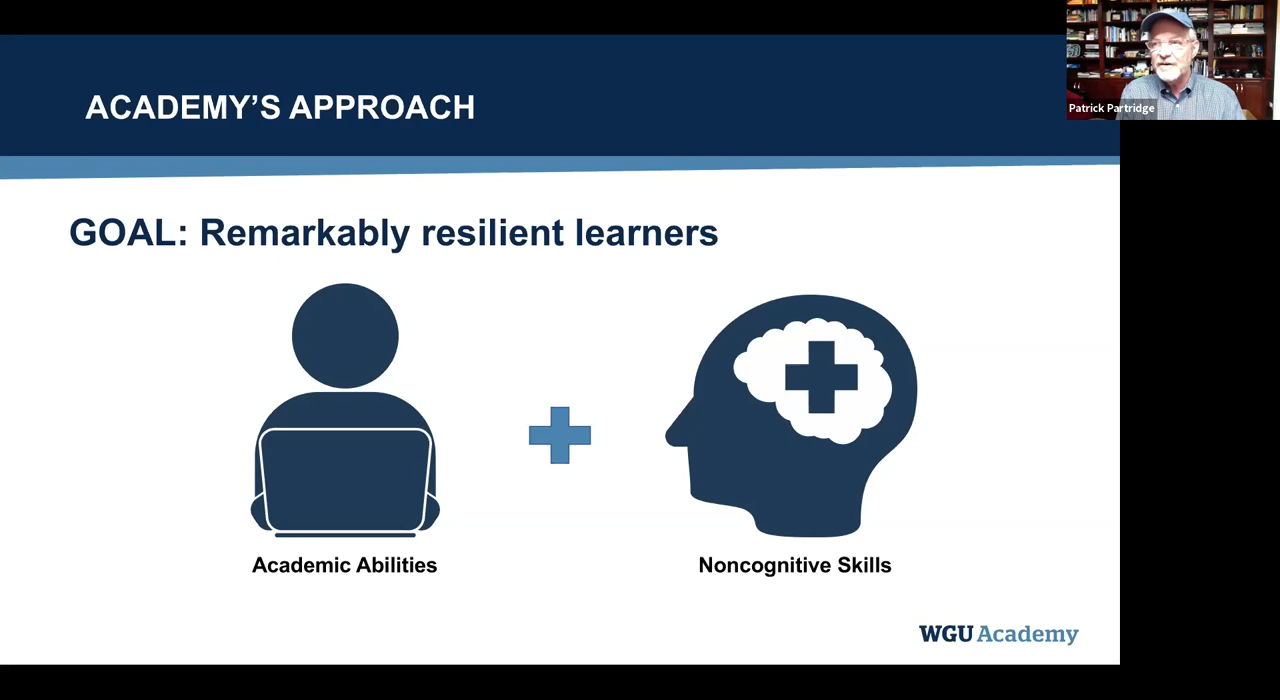 Patrick Partridge
ACADEMY'S APPROACH
GOAL: Remarkably resilient learners
Academic Abilities
Noncognitive Skills
WGU Academy